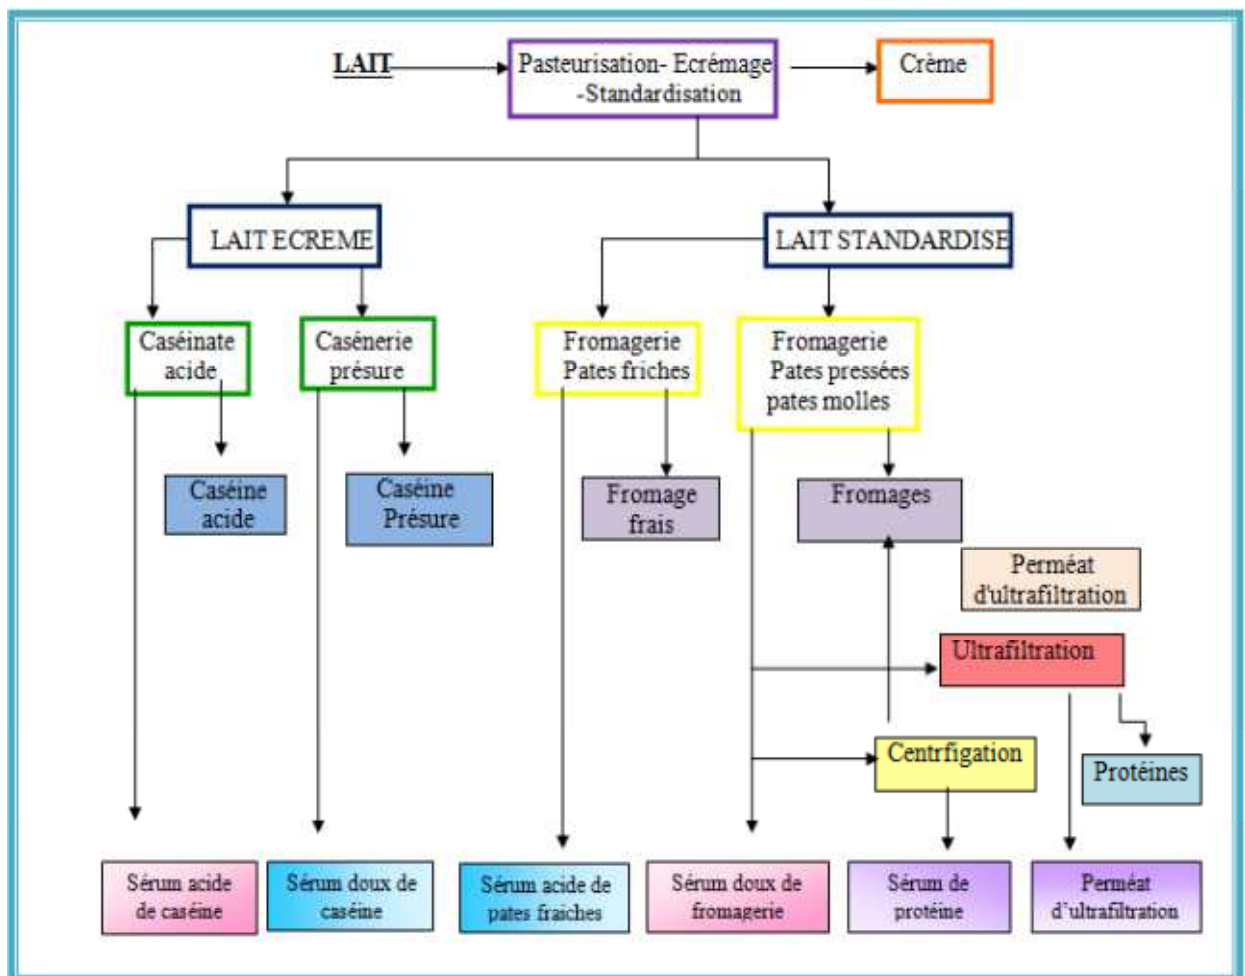 LAIT
Pasteurisation- Ecrémage
-Standardisation
Crème
LAIT ECREME
LAIT STANDARDISE
Caséinate
acide
Casénerie
présure
Fromagerie
Pates friches
Fromagerie
Pates pressées
pates molles
Caséine
acide
Caséine
Présure
Fromage
frais
Fromages
Perméat
d'ultrafiltration
Ultrafiltration
Centrfigation
Protéines
Sérum acide
de caséine
Sérum doux de
caséine
Sérum acide de
pates fraiches
Sérum doux de
fromagerie
Sérum de
protéine
Perméat
d’ultrafiltration